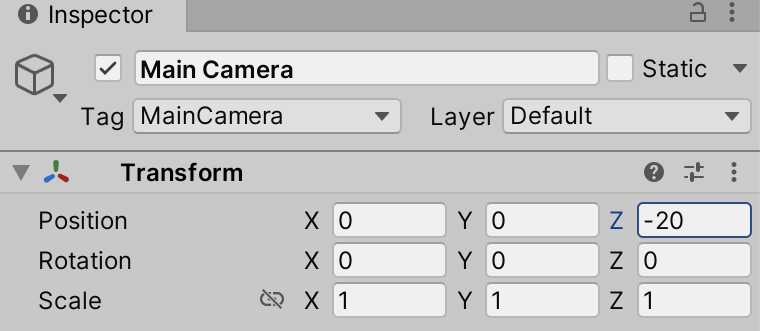 Inspector
Main Camera Static
Tag MainCamera Layer Default
Transform
Position X 0 Y 0 Z -20
Rotation X 0 Y 0 Z 0
Scale X 1 Y 1 Z 1